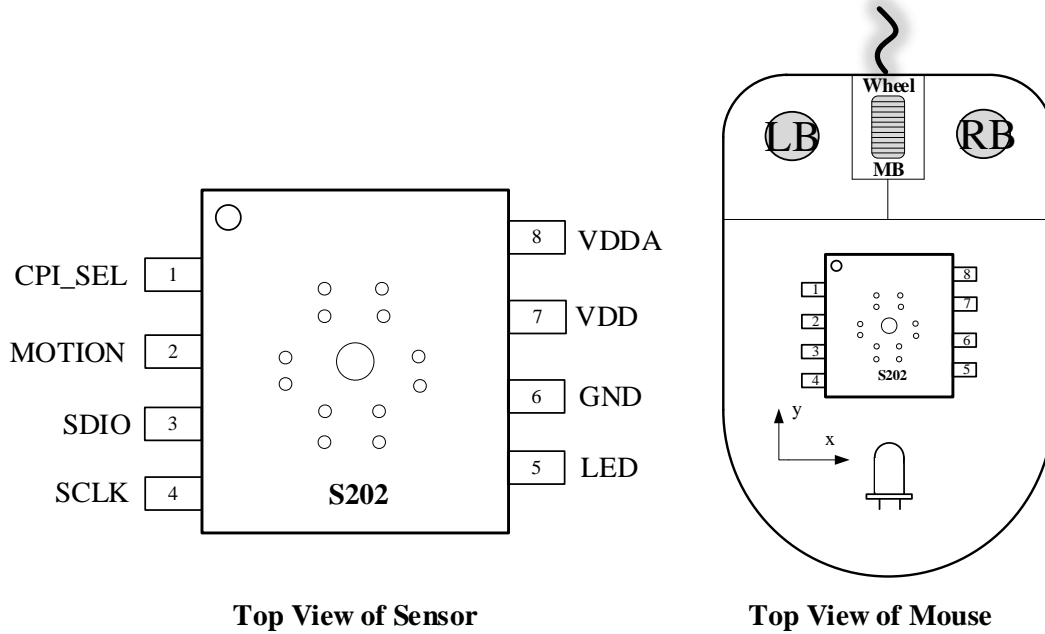 CPI_SEL 1
MOTION 2
SDIO 3
SCLK 4
8 VDDA
7 VDD
6 GND
5 LED
S202
Top View of Sensor
Wheel
LB
RB
MB
1
2
3
4
8
7
6
5
S202
y
x
Top View of Mouse